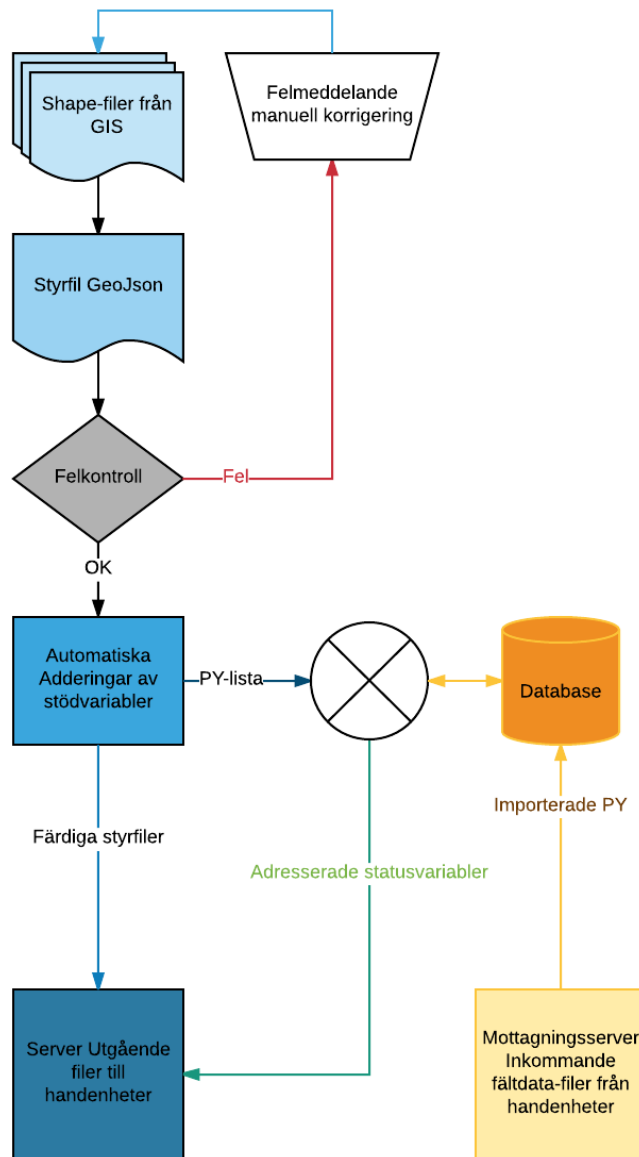 Shape-filer från
GIS
Felmeddelande
manuell korrigering
Styrfil GeoJson
Felkontroll
Fel
OK
Automatiska
Adderingar av
stödvariabler
PY-lista
Database
Importerade PY
Färdiga styrfiler
Adresserade statusvariabler
Server Utgående
filer till
handenheter
Mottagningsserver
Inkommande
fältdata-filer från
handenheter